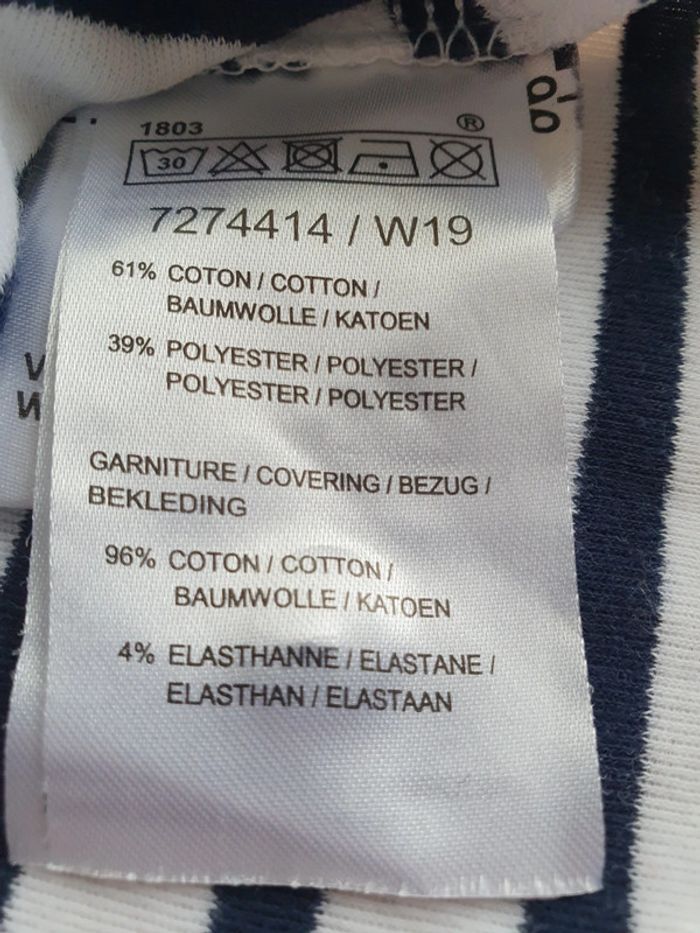 1803 ®
30
7274414 / W19
61% COTON / COTTON /
BAUMWOLLE / KATOEN
39% POLYESTER / POLYESTER /
POLYESTER / POLYESTER
GARNITURE / COVERING / BEZUG /
BEKLEDING
96% COTON / COTTON /
BAUMWOLLE / KATOEN
4% ELASTHANNE / ELASTANE /
ELASTHAN / ELASTAAN